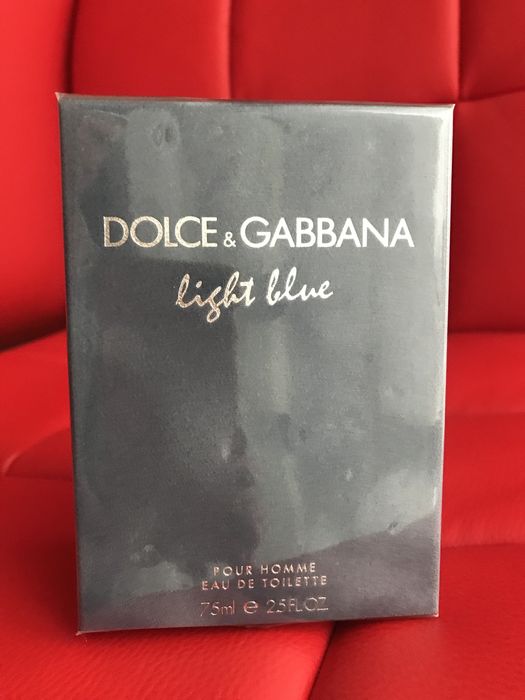 DOLCE & GABBANA
light blue
POUR HOMME
EAU DE TOILETTE
75ml e 2.5FL.OZ